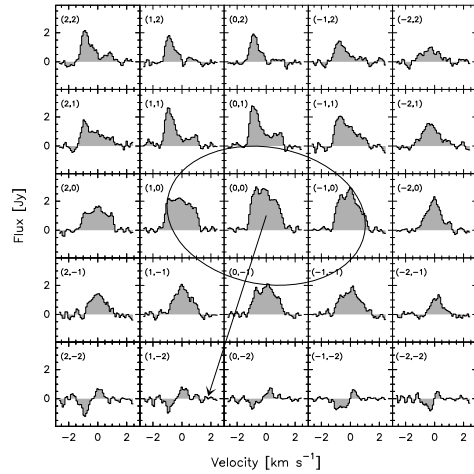 (2,2) (1,2) (0,2) (−1,2) (−2,2)
2
0
(2,1) (1,1) (0,1) (−1,1) (−2,1)
2
0
(2,0) (1,0) (0,0) (−1,0) (−2,0)
2
0
(2,−1) (1,−1) (0,−1) (−1,−1) (−2,−1)
2
0
(2,−2) (1,−2) (0,−2) (−1,−2) (−2,−2)
2
0
−2 0 2 −2 0 2 −2 0 2 −2 0 2 −2 0 2
Flux [Jy]
Velocity [km s⁻¹]